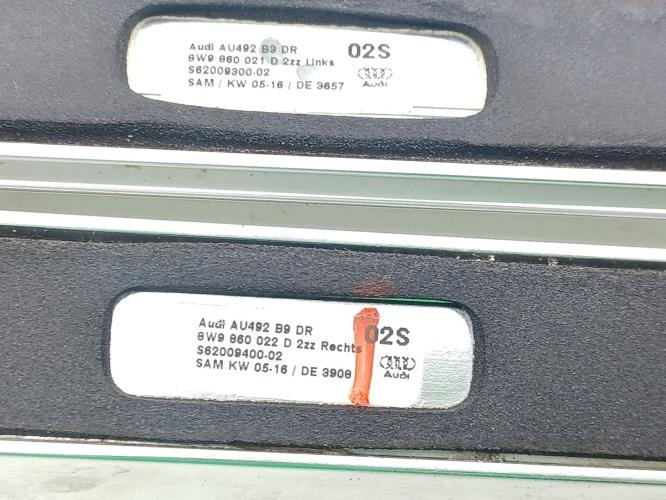 Audi AU492 B9 DR 02S
8W9 860 021 D 2zz Links
S62009300-02
SAM / KW 05-16 / DE 3657
Audi
Audi AU492 B9 DR 02S
8W9 860 022 D 2zz Rechts
S62009400-02
SAM KW 05-16 / DE 3908
Audi